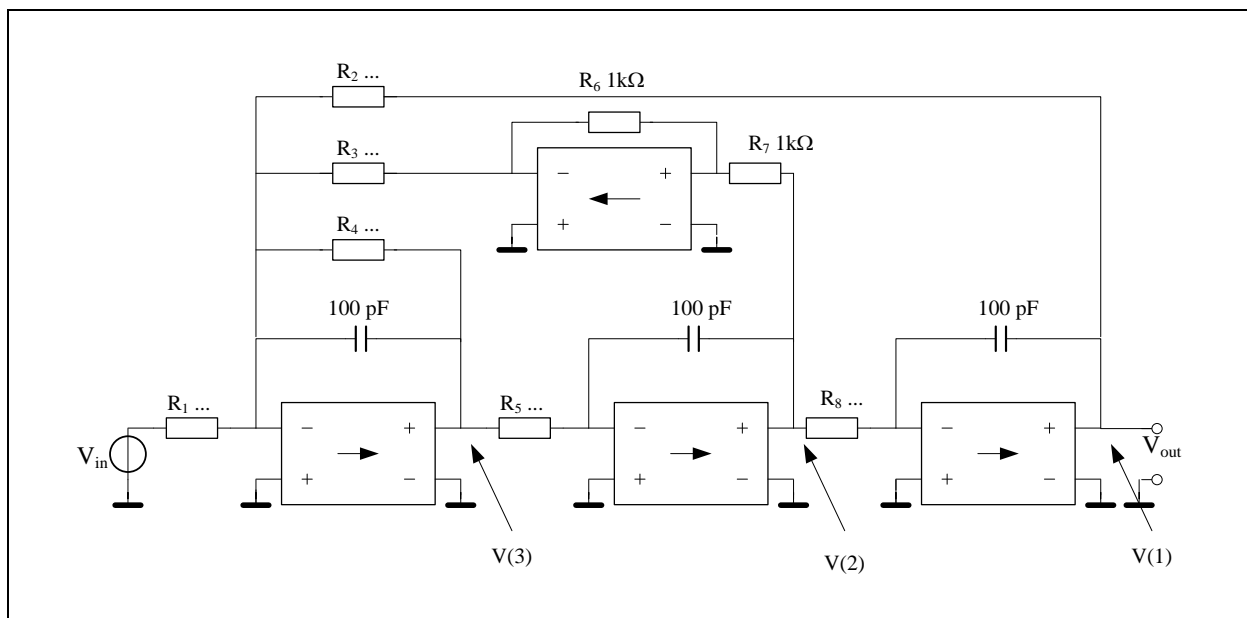 R2 ...
R6 1kΩ
R3 ...
R7 1kΩ
− + + −
R4 ...
100 pF
100 pF
100 pF
R1 ...
R5 ...
R8 ...
Vin
− + + −
− + + −
− + + −
Vout
V(3)
V(2)
V(1)